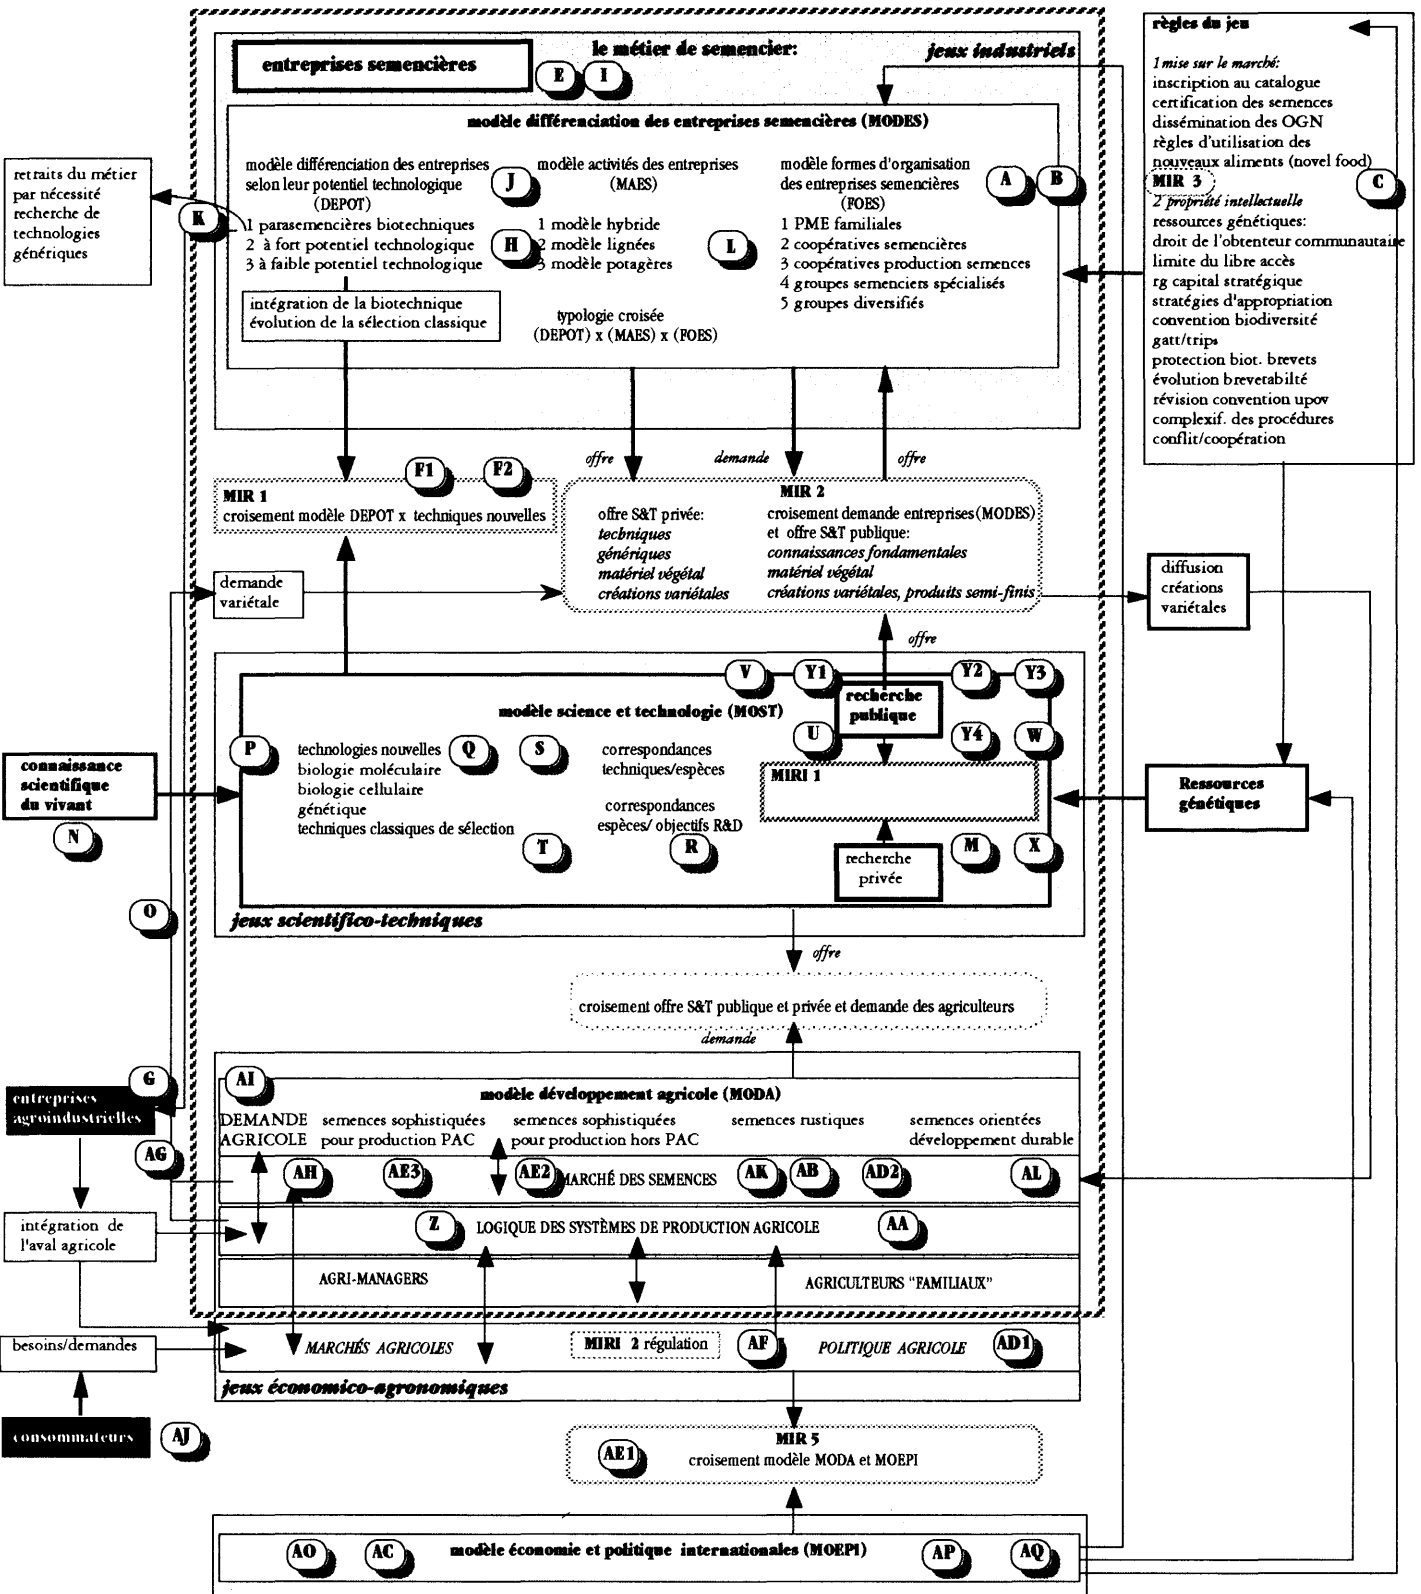 entreprises semencières
le métier de semencier:
jeux industriels
E
I
modèle différenciation des entreprises semencières (MODES)
modèle différenciation des entreprises
selon leur potentiel technologique
(DEPOT)
1 parasemencières biotechniques
2 à fort potentiel technologique
3 à faible potentiel technologique
J
H
modèle activités des entreprises
(MAES)
1 modèle hybride
2 modèle lignées
3 modèle potagères
L
modèle formes d'organisation
des entreprises semencières
(FOES)
1 PME familiales
2 coopératives semencières
3 coopératives production semences
4 groupes semenciers spécialisés
5 groupes diversifiés
A
B
intégration de la biotechnique
évolution de la sélection classique
typologie croisée
(DEPOT) x (MAES) x (FOES)
retraits du métier
par nécessité
recherche de
technologies
génériques
K
règles du jeu
1 mise sur le marché:
inscription au catalogue
certification des semences
dissémination des OGN
règles d'utilisation des
nouveaux aliments (novel food)
MIR 3
C
2 propriété intellectuelle
ressources génétiques:
droit de l'obtenteur communautaire
limite du libre accès
rg capital stratégique
stratégies d'appropriation
convention biodiversité
gatt/trips
protection biot. brevets
évolution brevetabilté
révision convention upov
complexif. des procédures
conflit/coopération
F1
F2
MIR 1
croisement modèle DEPOT x techniques nouvelles
offre
demande
offre
MIR 2
offre S&T privée:
techniques
génériques
matériel végétal
créations variétales
croisement demande entreprises (MODES)
et offre S&T publique:
connaissances fondamentales
matériel végétal
créations variétales, produits semi-finis
demande
variétale
diffusion
créations
variétales
offre
V
Y1
Y2
Y3
modèle science et technologie (MOST)
recherche
publique
U
Y4
W
P
technologies nouvelles
biologie moléculaire
biologie cellulaire
génétique
techniques classiques de sélection
Q
S
T
correspondances
techniques/espèces
correspondances
espèces/ objectifs R&D
R
MIRI 1
recherche
privée
M
X
jeux scientifico-techniques
connaissance
scientifique
du vivant
N
Ressources
génétiques
O
offre
croisement offre S&T publique et privée et demande des agriculteurs
demande
G
entreprises
agroindustrielles
AG
AI
modèle développement agricole (MODA)
DEMANDE
AGRICOLE
semences sophistiquées
pour production PAC
semences sophistiquées
pour production hors PAC
semences rustiques
semences orientées
développement durable
AH
AE3
AE2
MARCHÉ DES SEMENCES
AK
AB
AD2
AL
Z
LOGIQUE DES SYSTÈMES DE PRODUCTION AGRICOLE
AA
intégration de
l'aval agricole
AGRI-MANAGERS
AGRICULTEURS "FAMILIAUX"
besoins/demandes
MARCHÉS AGRICOLES
MIRI 2 régulation
AF
POLITIQUE AGRICOLE
AD1
jeux économico-agronomiques
consommateurs
AJ
MIR 5
AE1
croisement modèle MODA et MOEPI
AO
AC
modèle économie et politique internationales (MOEPI)
AP
AQ